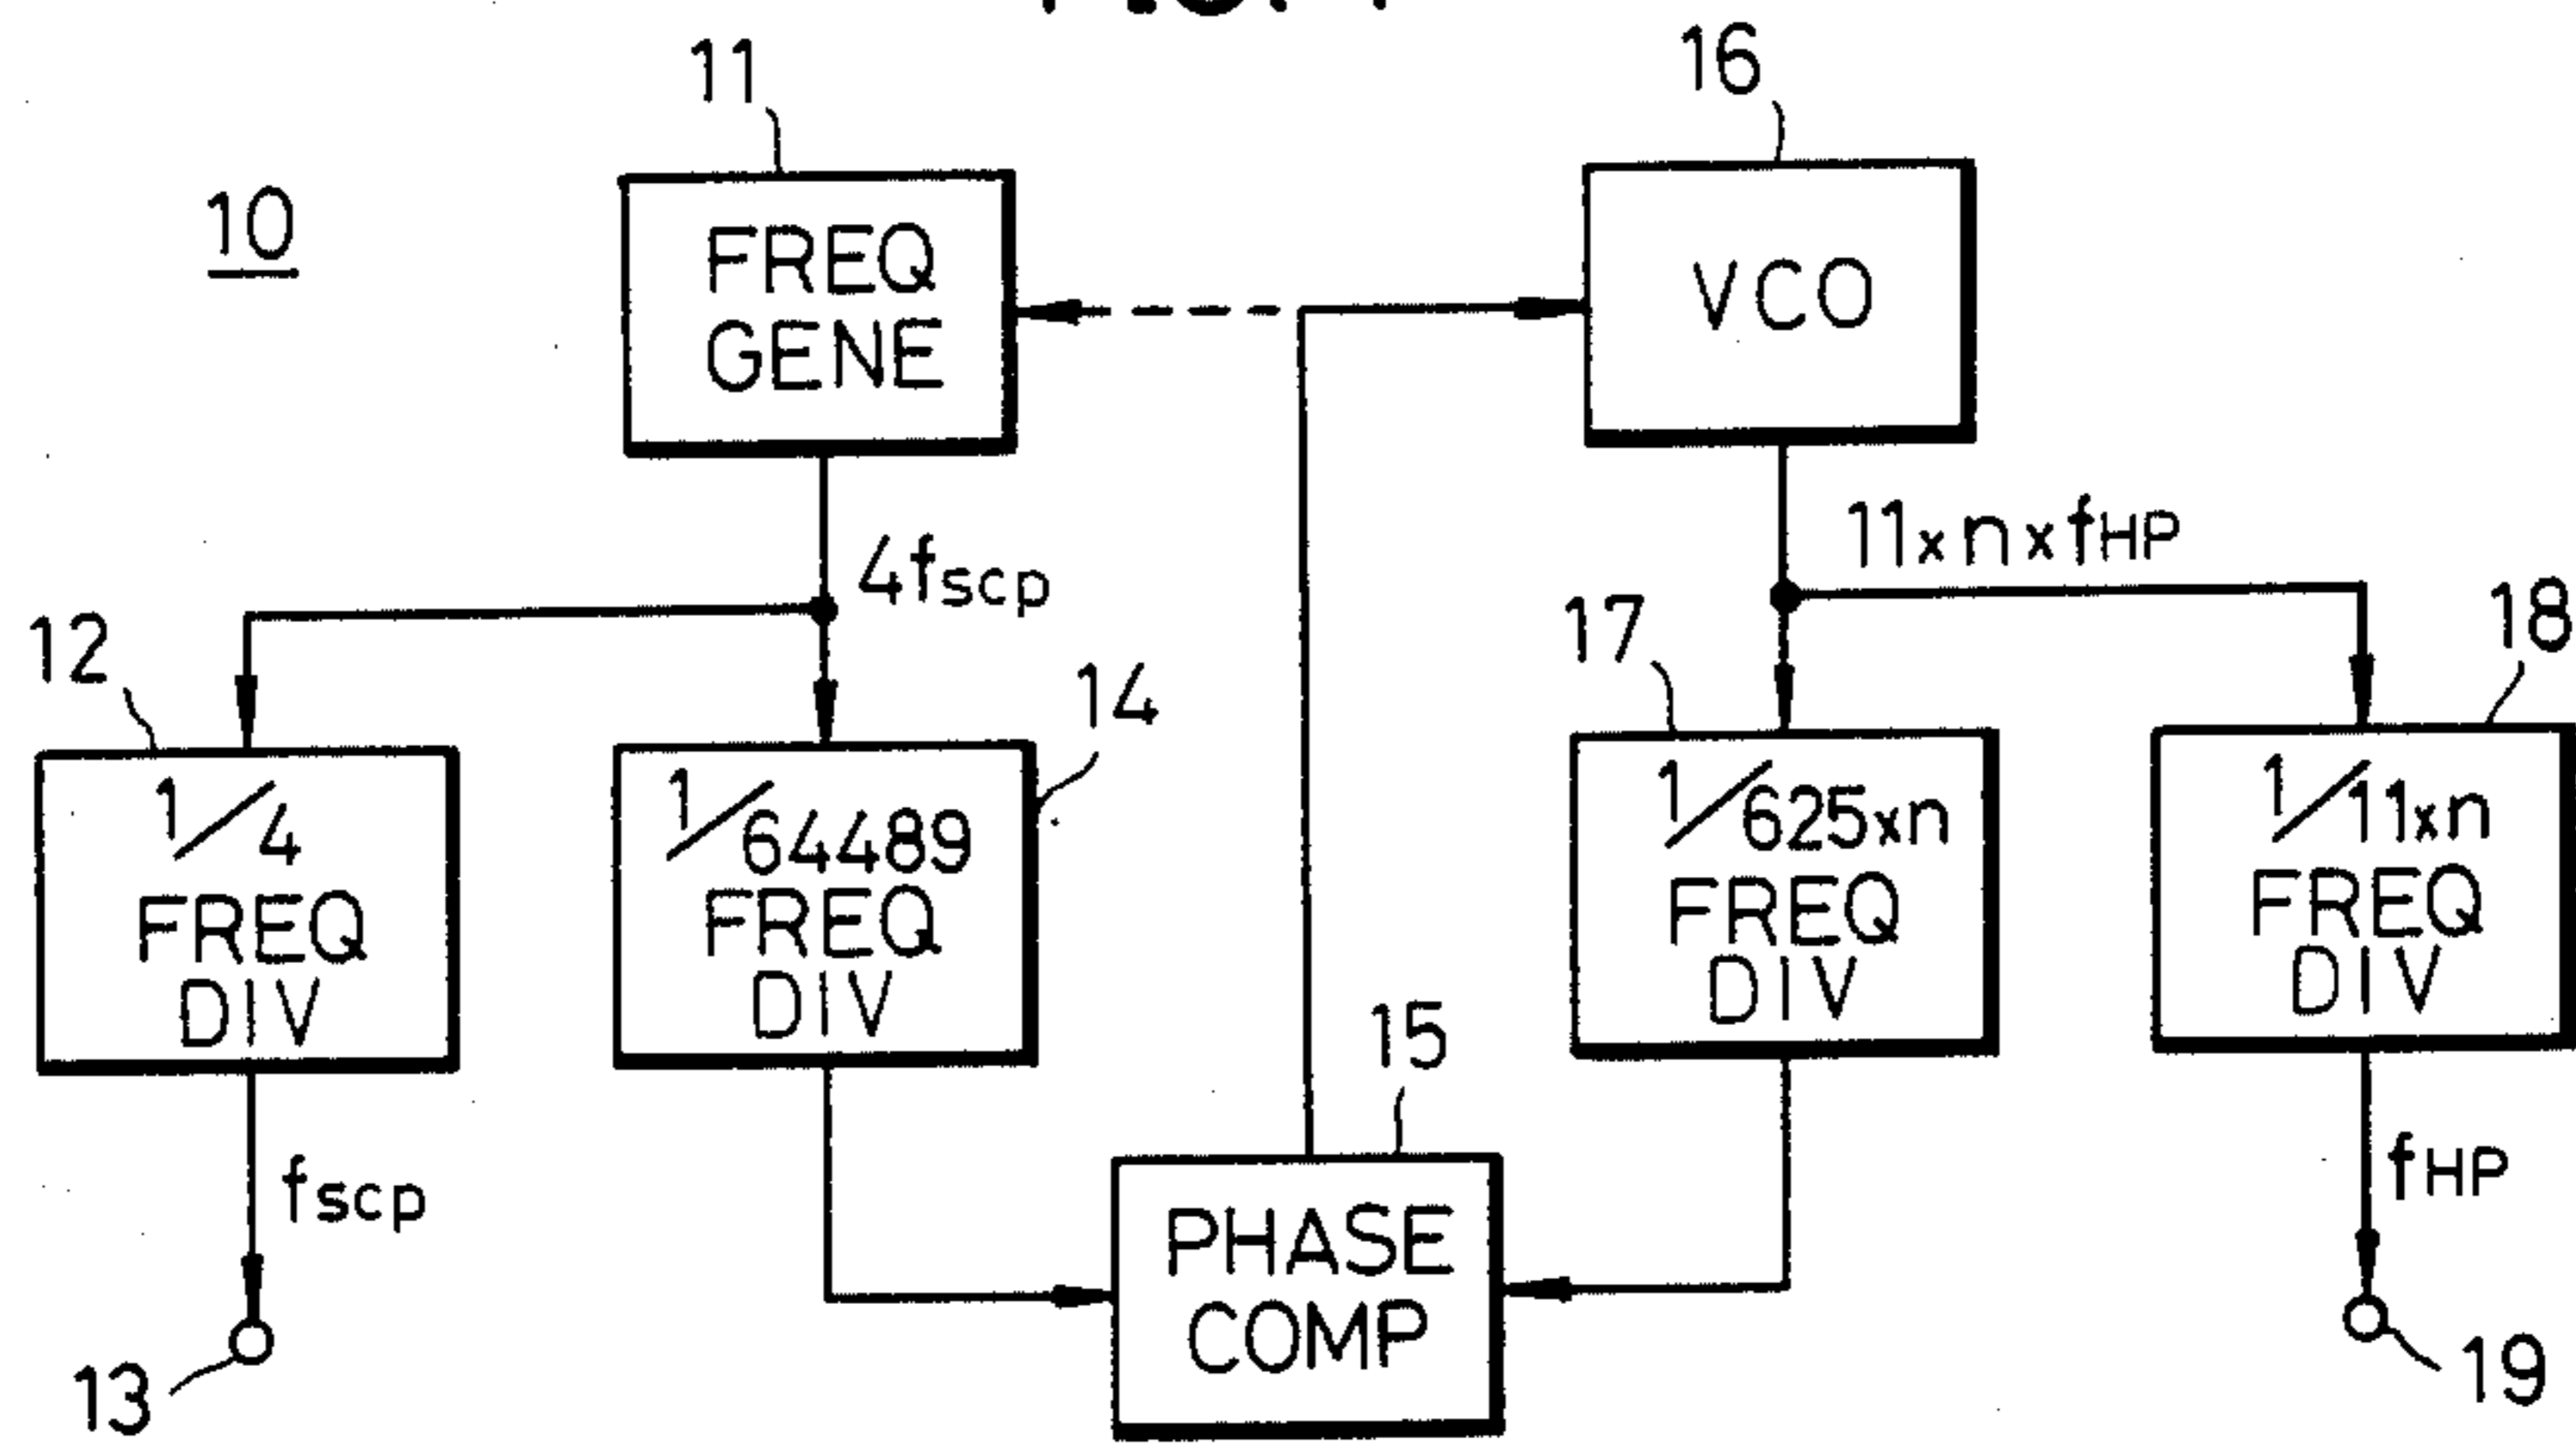 11
16
10
FREQ
GENE
VCO
4fscp
11xnxfHP
12
14
17
18
1/4
FREQ
DIV
1/64489
FREQ
DIV
1/625xn
FREQ
DIV
1/11xn
FREQ
DIV
15
fscp
PHASE
COMP
fHP
13
19